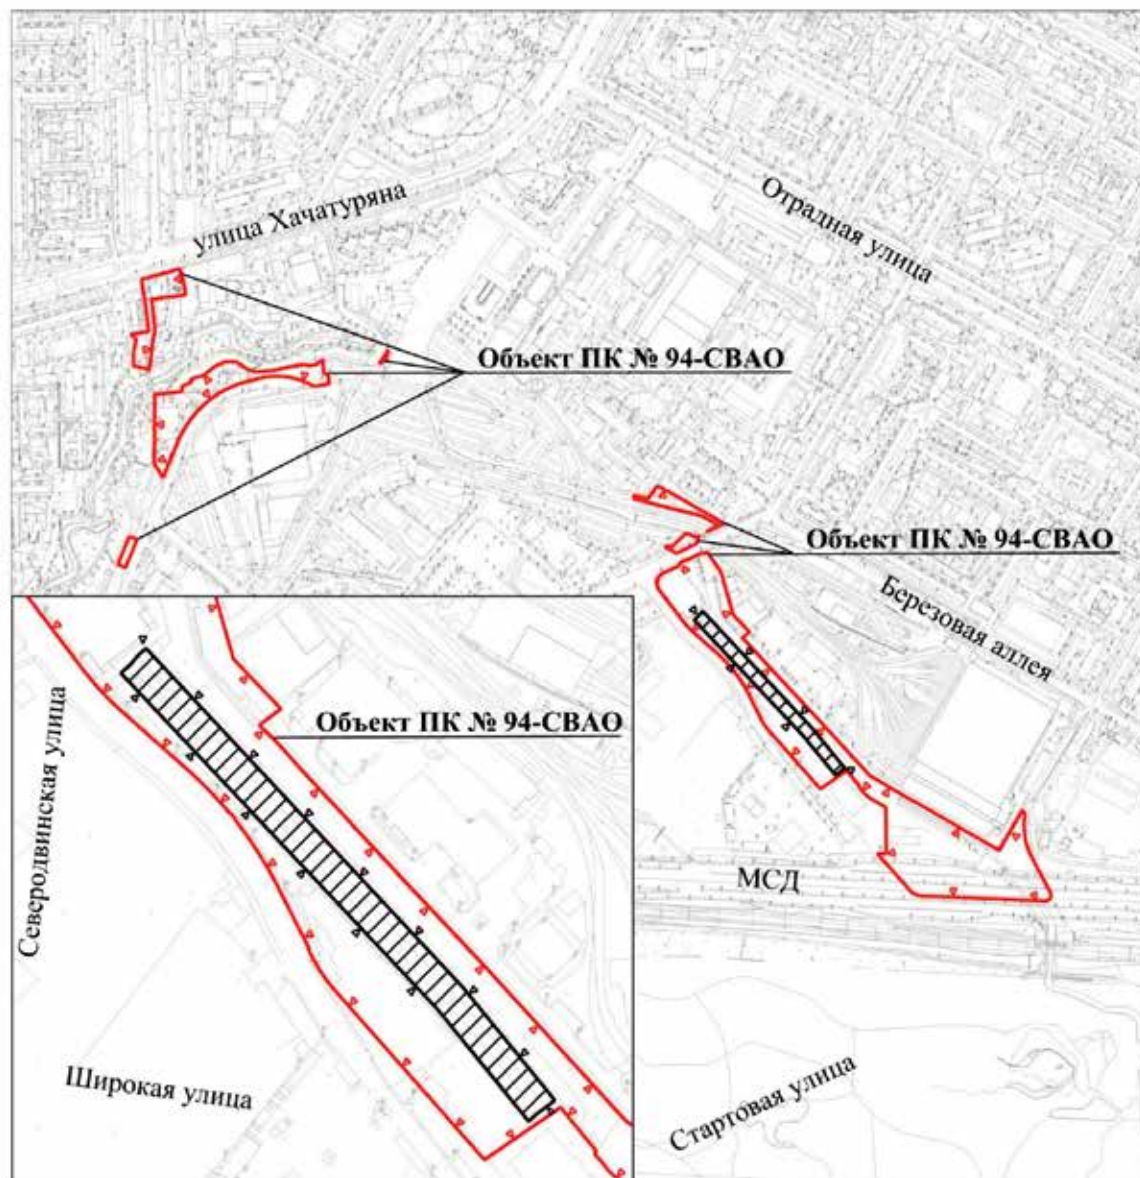 улица Хачатуряна
Отрадная улица
Объект ПК № 94-СВАО
Объект ПК № 94-СВАО
Березовая аллея
Объект ПК № 94-СВАО
Северодвинская улица
МСД
Широкая улица
Стартовая улица